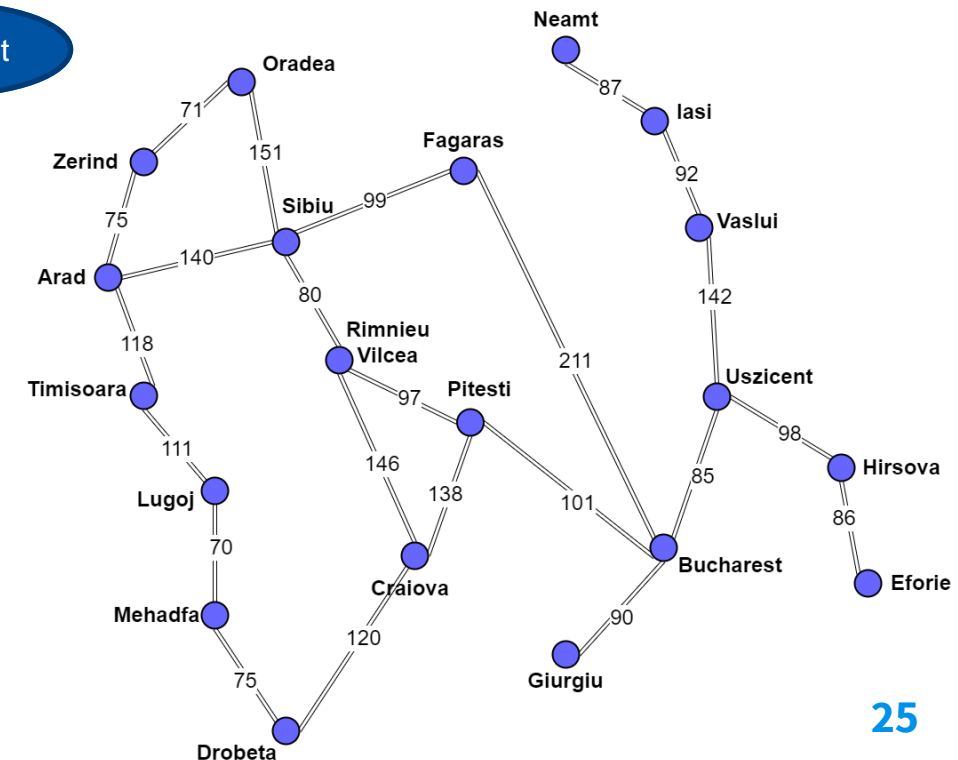 t
Neamt
Oradea
87
Iasi
71
Fagaras
Zerind
151
92
Sibiu
99
Vaslui
75
140
Arad
80
142
118
Rimnieu
Vilcea
211
Timisoara
97
Pitesti
Uszicent
98
111
146
138
85
Hirsova
Lugoj
101
86
70
Craiova
Bucharest
Eforie
Mehadfa
120
90
75
Giurgiu
25
Drobeta